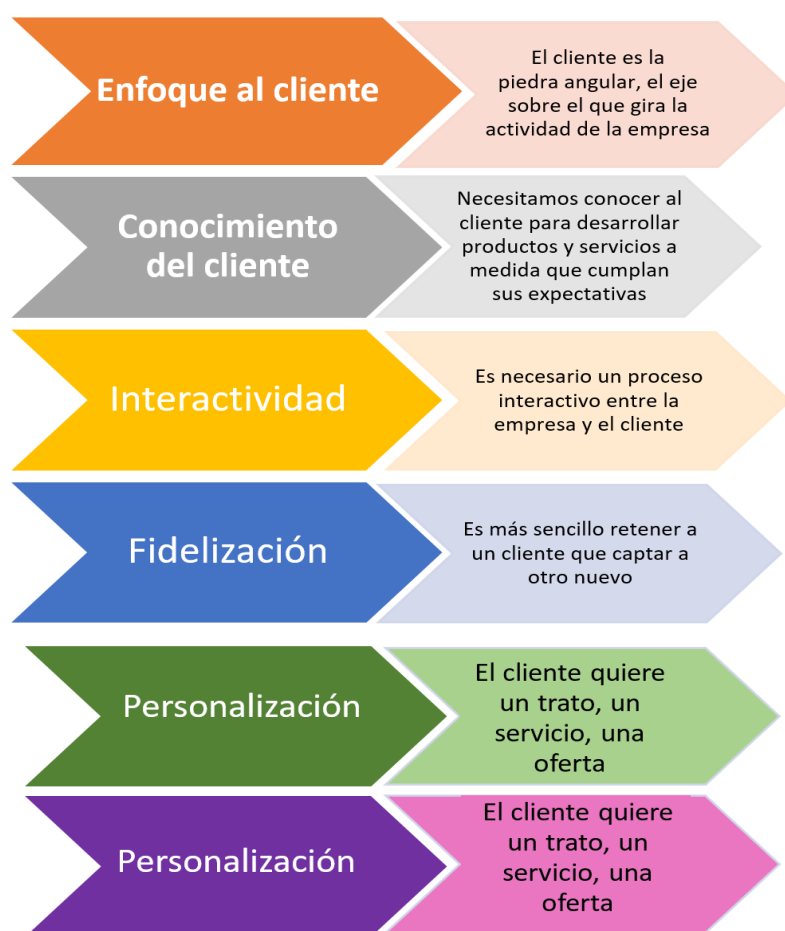 Enfoque al cliente
El cliente es la
piedra angular, el eje
sobre el que gira la
actividad de la empresa
Conocimiento
del cliente
Necesitamos conocer al
cliente para desarrollar
productos y servicios a
medida que cumplan
sus expectativas
Interactividad
Es necesario un proceso
interactivo entre la
empresa y el cliente
Fidelización
Es más sencillo retener a
un cliente que captar a
otro nuevo
Personalización
El cliente quiere
un trato, un
servicio, una
oferta
Personalización
El cliente quiere
un trato, un
servicio, una
oferta